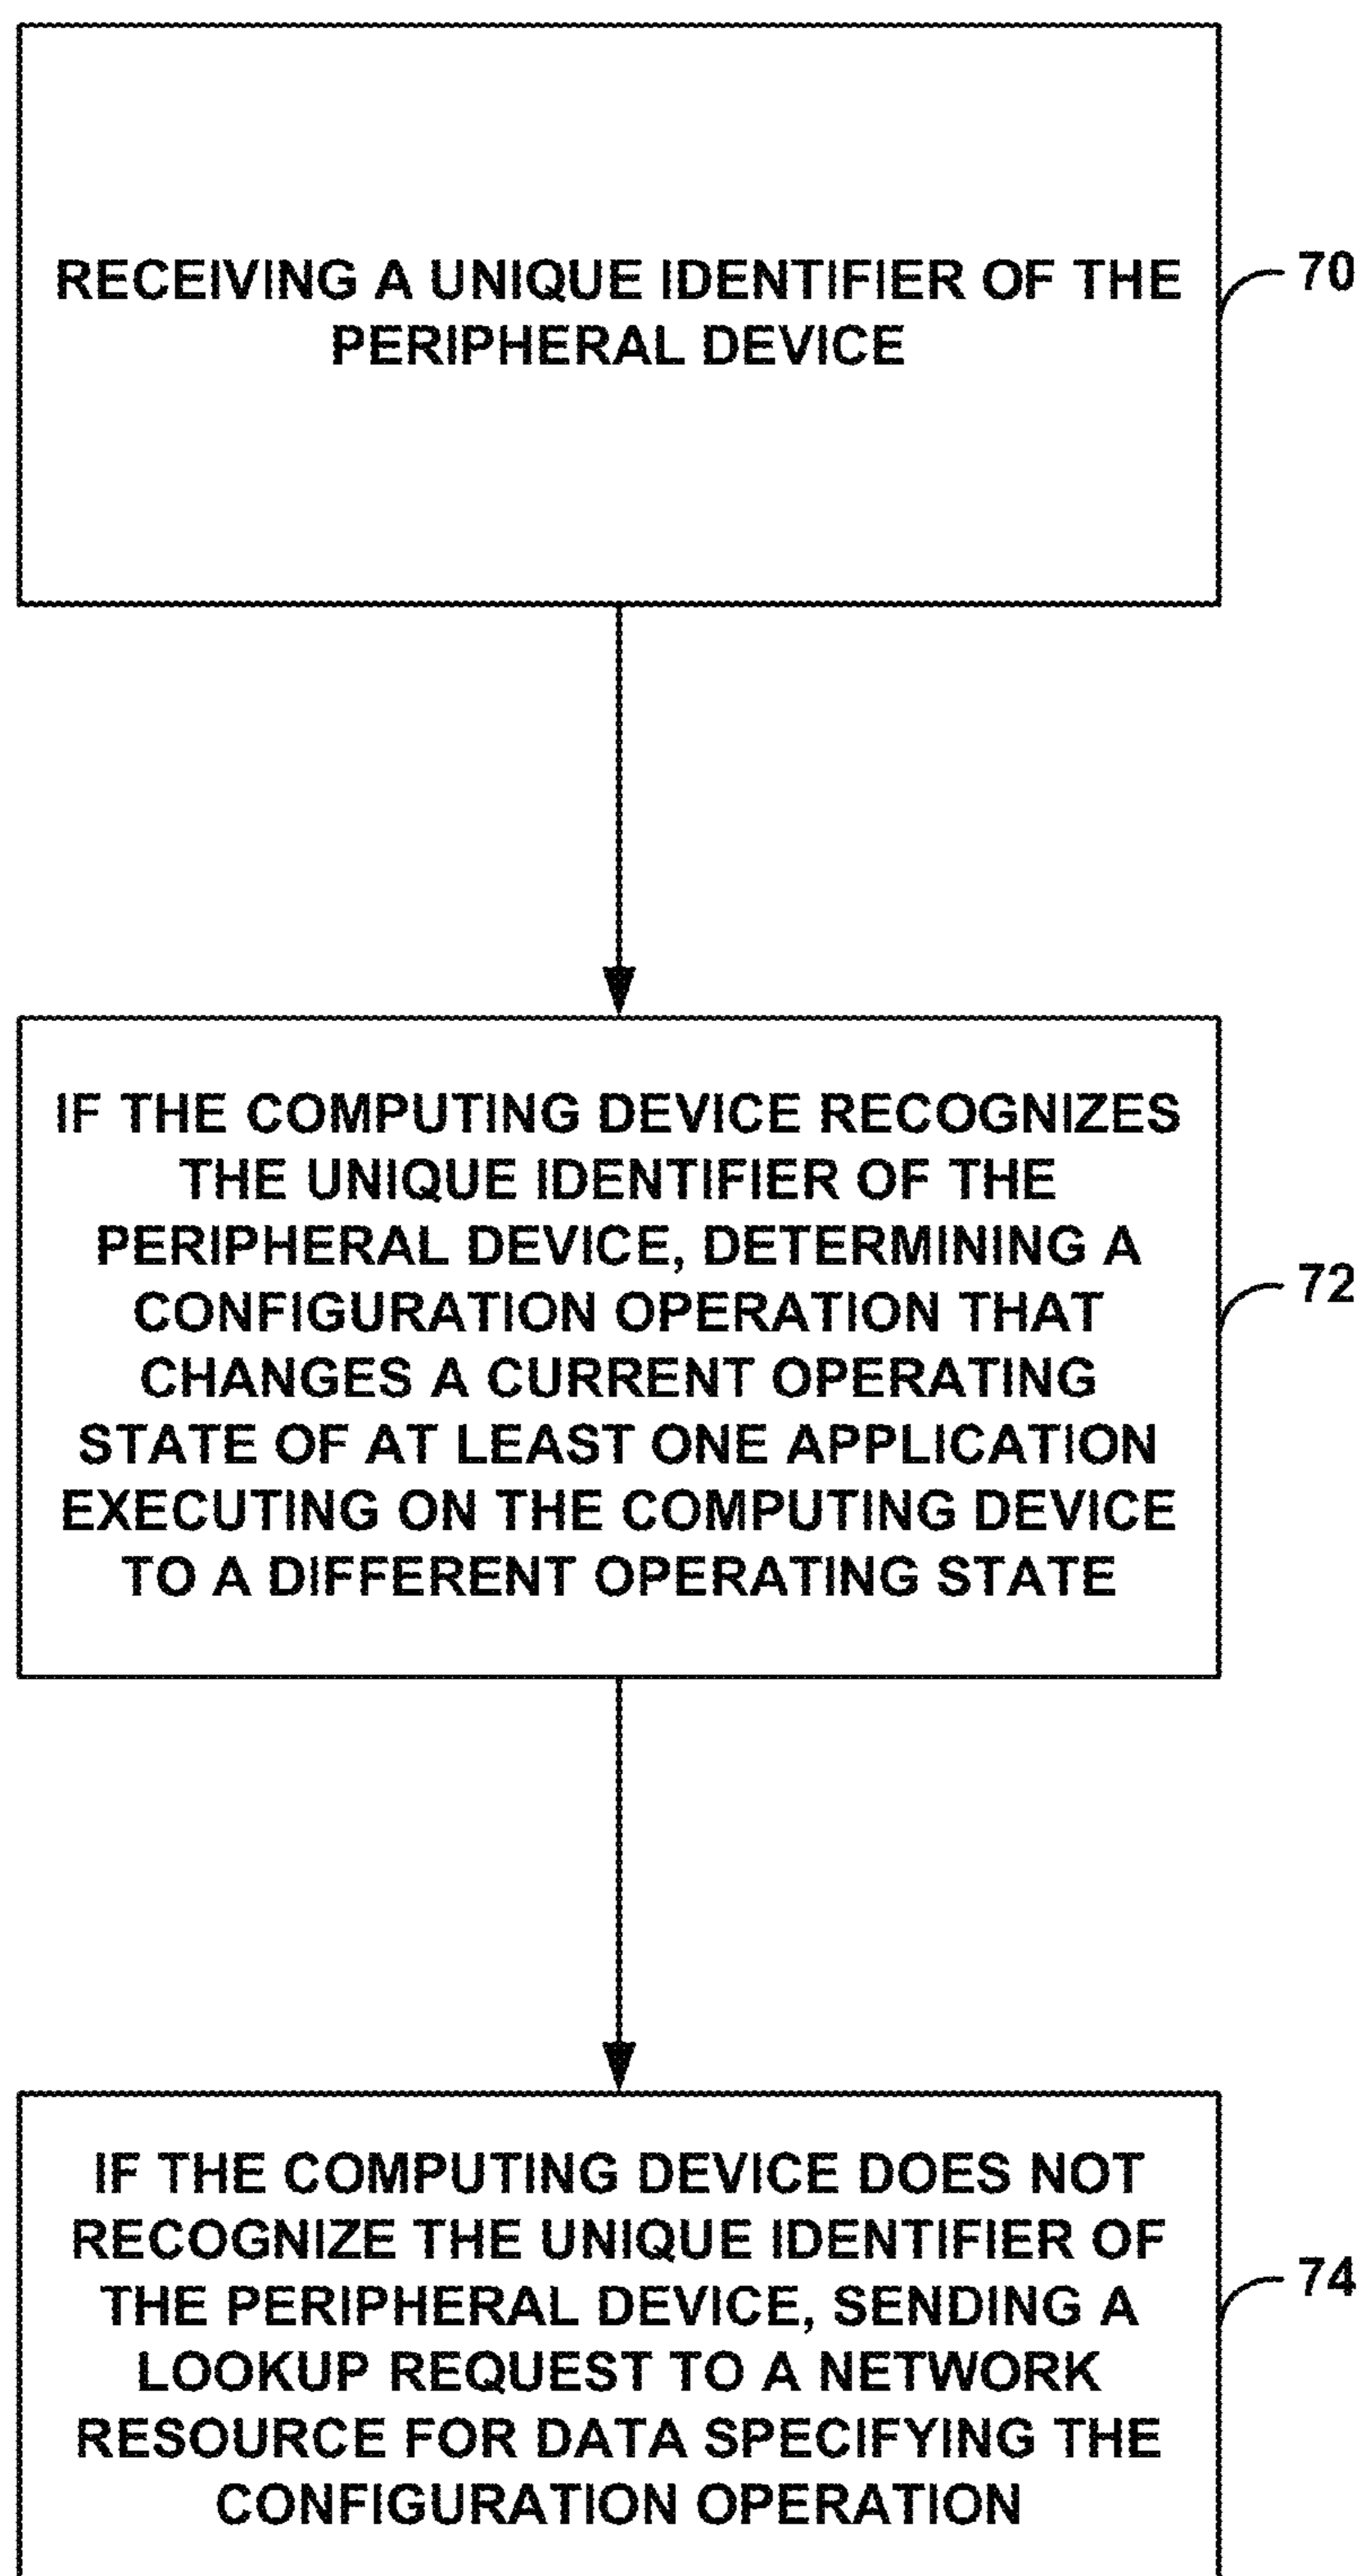 RECEIVING A UNIQUE IDENTIFIER OF THE
PERIPHERAL DEVICE
70
IF THE COMPUTING DEVICE RECOGNIZES
THE UNIQUE IDENTIFIER OF THE
PERIPHERAL DEVICE, DETERMINING A
CONFIGURATION OPERATION THAT
CHANGES A CURRENT OPERATING
STATE OF AT LEAST ONE APPLICATION
EXECUTING ON THE COMPUTING DEVICE
TO A DIFFERENT OPERATING STATE
72
IF THE COMPUTING DEVICE DOES NOT
RECOGNIZE THE UNIQUE IDENTIFIER OF
THE PERIPHERAL DEVICE, SENDING A
LOOKUP REQUEST TO A NETWORK
RESOURCE FOR DATA SPECIFYING THE
CONFIGURATION OPERATION
74